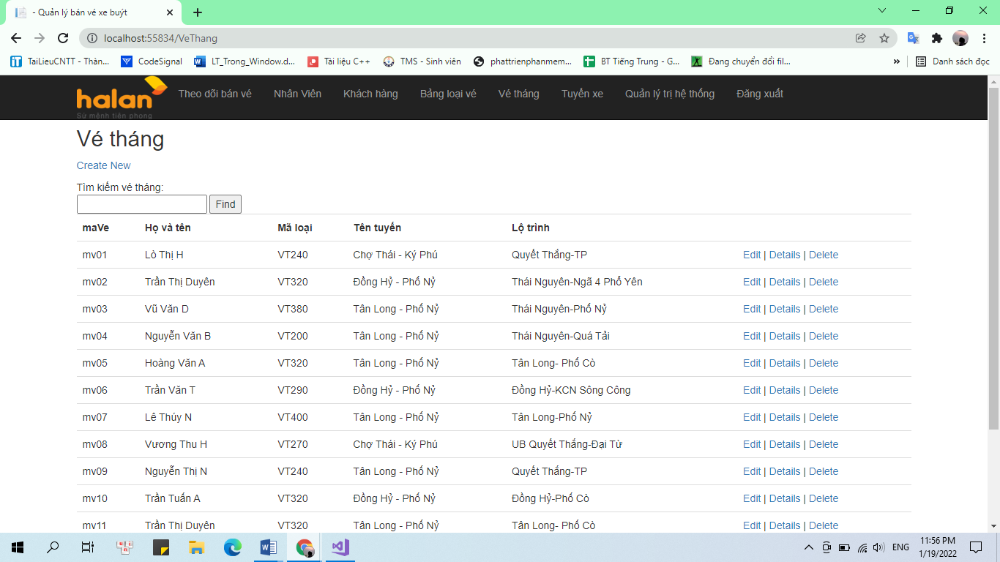 - Quản lý bán vé xe buýt
localhost:55834/VeThang
TaiLieuCNTT - Thàn... CodeSignal LT_Trong_Window.d... Tài liệu C++ TMS - Sinh viên phattrienphanmem... BT Tiếng Trung - G... Đang chuyển đổi fil... » Danh sách đọc
halan
Sứ mệnh tiên phong
Theo dõi bán vé Nhân Viên Khách hàng Bảng loại vé Vé tháng Tuyến xe Quản lý trị hệ thống Đăng xuất
Vé tháng
Create New
Tìm kiếm vé tháng:
Find
maVe Họ và tên Mã loại Tên tuyến Lộ trình
mv01 Lò Thị H VT240 Chợ Thái - Ký Phú Quyết Thắng-TP Edit | Details | Delete
mv02 Trần Thị Duyên VT320 Đồng Hỷ - Phố Nỷ Thái Nguyên-Ngã 4 Phổ Yên Edit | Details | Delete
mv03 Vũ Văn D VT380 Tân Long - Phố Nỷ Thái Nguyên-Phố Nỷ Edit | Details | Delete
mv04 Nguyễn Văn B VT200 Tân Long - Phố Nỷ Thái Nguyên-Quá Tải Edit | Details | Delete
mv05 Hoàng Văn A VT320 Tân Long - Phố Nỷ Tân Long- Phố Cò Edit | Details | Delete
mv06 Trần Văn T VT290 Đồng Hỷ - Phố Nỷ Đồng Hỷ-KCN Sông Công Edit | Details | Delete
mv07 Lê Thúy N VT400 Tân Long - Phố Nỷ Tân Long-Phố Nỷ Edit | Details | Delete
mv08 Vương Thu H VT270 Chợ Thái - Ký Phú UB Quyết Thắng-Đại Từ Edit | Details | Delete
mv09 Nguyễn Thị N VT240 Tân Long - Phố Nỷ Quyết Thắng-TP Edit | Details | Delete
mv10 Trần Tuấn A VT320 Đồng Hỷ - Phố Nỷ Đồng Hỷ-Phố Cò Edit | Details | Delete
mv11 Trần Thị Duyên VT320 Tân Long - Phố Nỷ Tân Long- Phố Cò Edit | Details | Delete
ENG
11:56 PM
1/19/2022